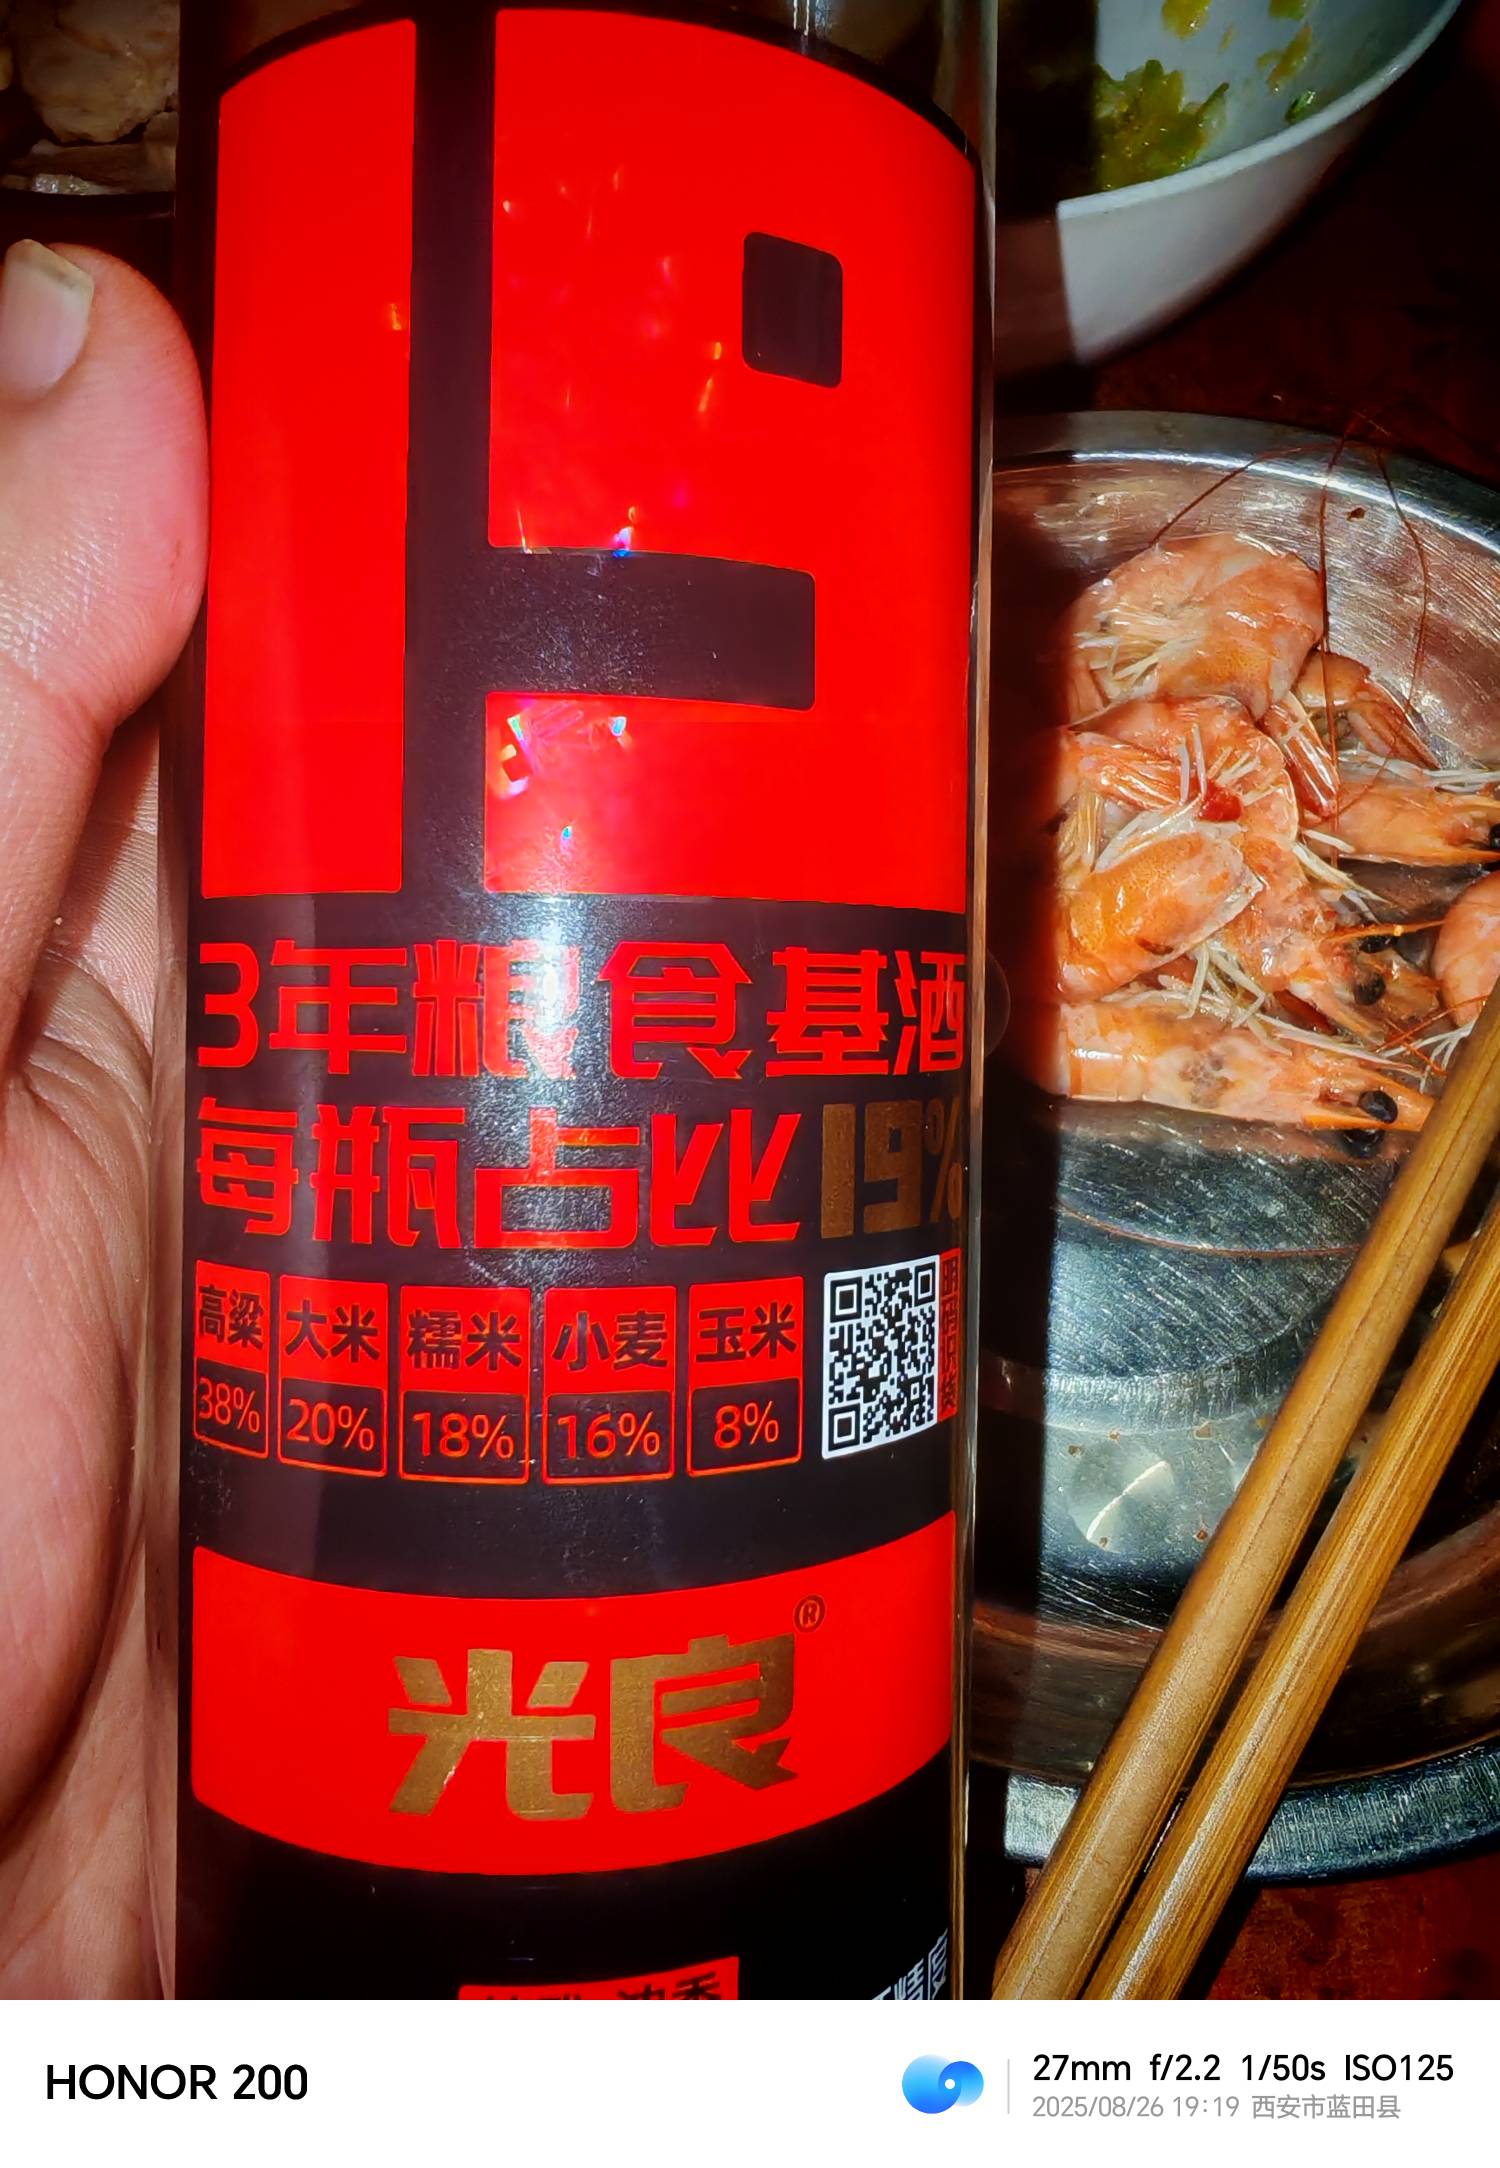 19
3年粮食基酒
每瓶占比19%
高粱 大米 糯米 小麦 玉米
38% 20% 18% 16% 8%
光良®
HONOR 200
27mm f/2.2 1/50s ISO125
2025/08/26 19:19 西安市蓝田县